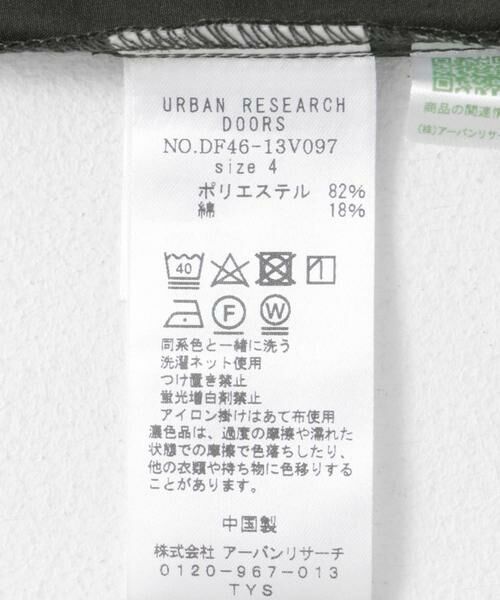 URBAN RESEARCH
DOORS
NO.DF46-13V097
size 4
ポリエステル 82%
綿 18%
40
F W
同系色と一緒に洗う
洗濯ネット使用
つけ置き禁止
蛍光増白剤禁止
アイロン掛けはあて布使用
濃色品は、過度の摩擦や濡れた
状態での摩擦で色落ちしたり、
他の衣類や持ち物に色移りする
ことがあります。
中国製
株式会社 アーバンリサーチ
0120-967-013
TYS
商品の関連情
(株)アーバンリサー